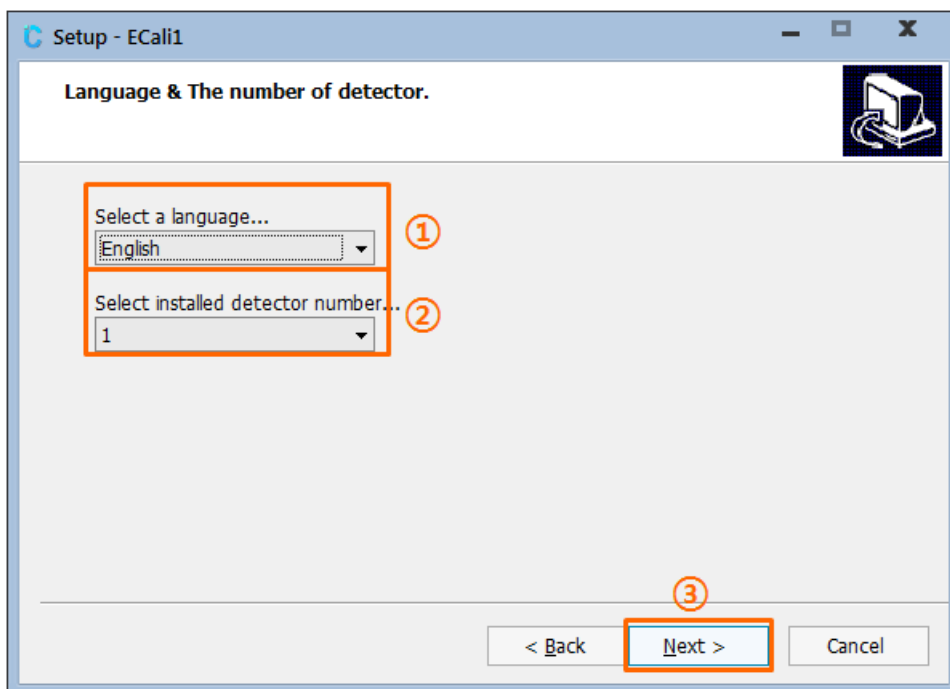 Setup - ECali1
Language & The number of detector.
Select a language...
English
①
Select installed detector number...
②
1
③
< Back
Next >
Cancel